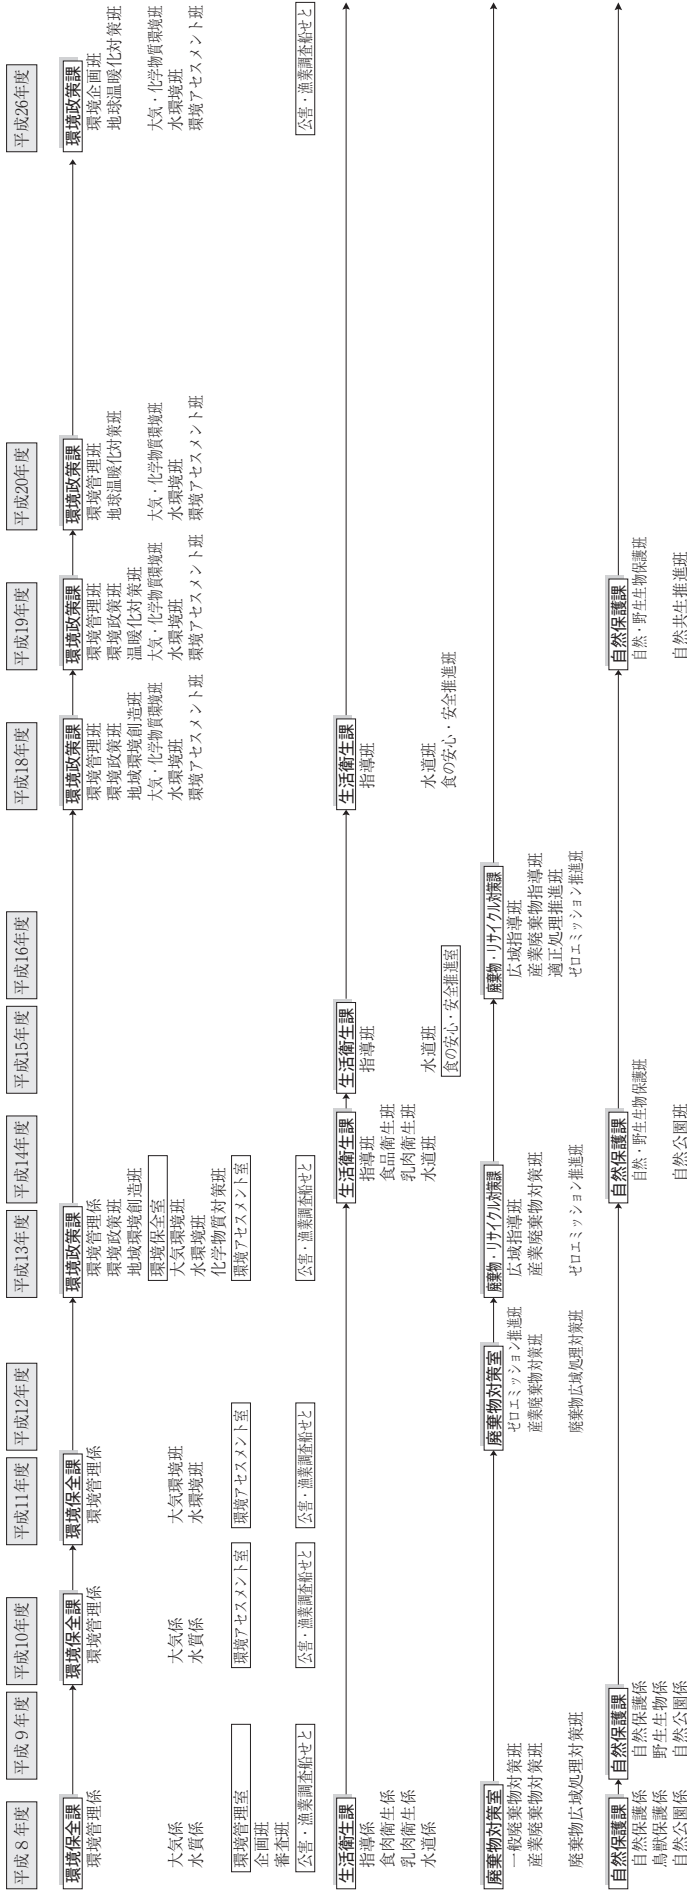 平成8年度
平成9年度
平成10年度
平成11年度
平成12年度
平成13年度
平成14年度
平成15年度
平成16年度
平成18年度
平成19年度
平成20年度
平成26年度
環境保全課
環境管理係
大気係
水質係
環境管理室
企画班
審査班
公害・漁業調査船せと
環境保全課
環境管理係
大気係
水質係
環境アセスメント室
公害・漁業調査船せと
環境保全課
環境管理係
大気環境班
水環境班
環境アセスメント室
公害・漁業調査船せと
環境政策課
環境管理係
環境政策班
地域環境創造班
環境保全室
大気環境班
水環境班
化学物質対策班
環境アセスメント室
公害・漁業調査船せと
環境政策課
環境管理班
環境政策班
地域環境創造班
大気・化学物質環境班
水環境班
環境アセスメント班
環境政策課
環境管理班
環境政策班
温暖化対策班
大気・化学物質環境班
水環境班
環境アセスメント班
環境政策課
環境管理班
地球温暖化対策班
大気・化学物質環境班
水環境班
環境アセスメント班
環境政策課
環境企画班
地球温暖化対策班
大気・化学物質環境班
水環境班
環境アセスメント班
公害・漁業調査船せと
生活衛生課
指導係
食肉衛生係
乳肉衛生係
水道係
生活衛生課
指導班
食品衛生班
乳肉衛生班
水道班
生活衛生課
指導班
水道班
食の安心・安全推進室
生活衛生課
指導班
水道班
食の安心・安全推進班
廃棄物対策室
一般廃棄物対策班
産業廃棄物対策班
廃棄物広域処理対策班
廃棄物対策室
ゼロエミッション推進班
産業廃棄物対策班
廃棄物広域処理対策班
廃棄物・リサイクル対策課
広域指導班
産業廃棄物対策班
ゼロエミッション推進班
廃棄物・リサイクル対策課
広域指導班
産業廃棄物指導班
適正処理推進班
ゼロエミッション推進班
自然保護課
自然保護係
鳥獣保護係
自然公園係
自然保護課
自然保護係
野生生物係
自然公園係
自然保護課
自然・野生生物保護班
自然公園班
自然保護課
自然・野生生物保護班
自然共生推進班